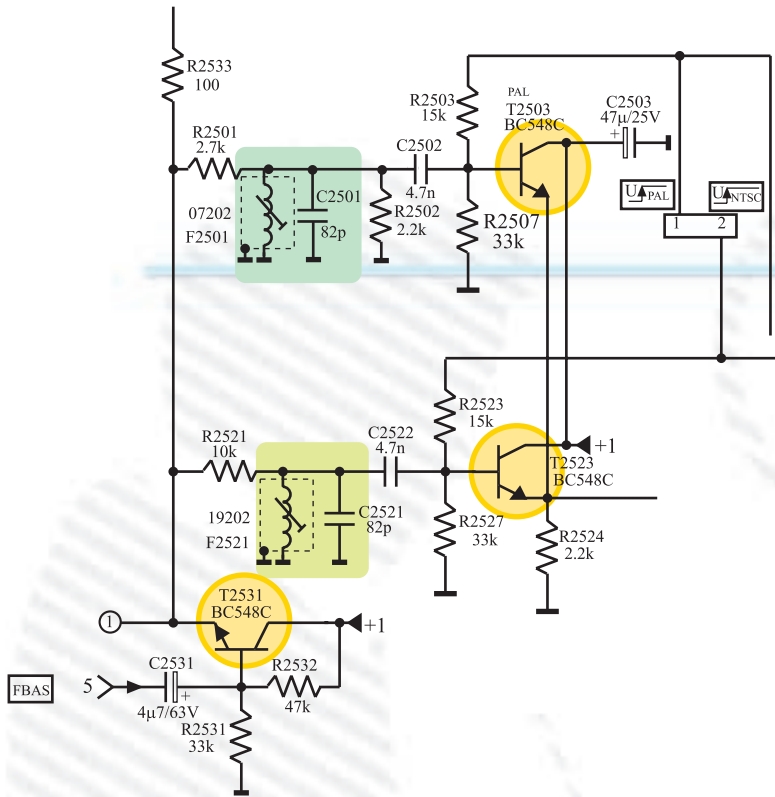 R2533
100
R2501
2.7k
07202
F2501
C2501
82p
C2502
4.7n
R2502
2.2k
R2503
15k
R2507
33k
PAL
T2503
BC548C
C2503
47µ/25V
+
U PAL
U NTSC
1 2
R2521
10k
19202
F2521
C2521
82p
C2522
4.7n
R2523
15k
R2527
33k
+1
T2523
BC548C
R2524
2.2k
1
T2531
BC548C
+1
FBAS
5
C2531
+
4µ7/63V
R2532
47k
R2531
33k